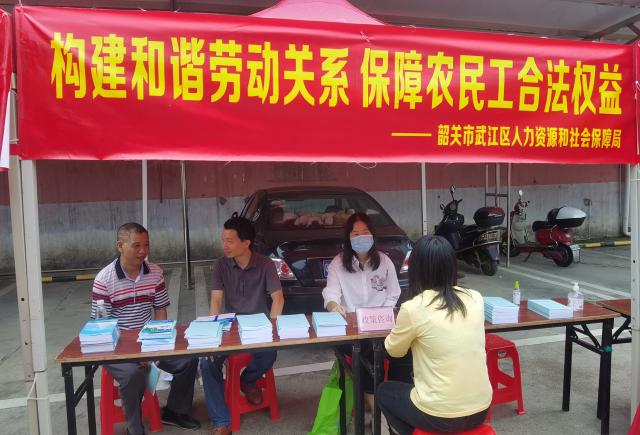 构建和谐劳动关系 保障农民工合法权益
—— 韶关市武江区人力资源和社会保障局
政策咨询